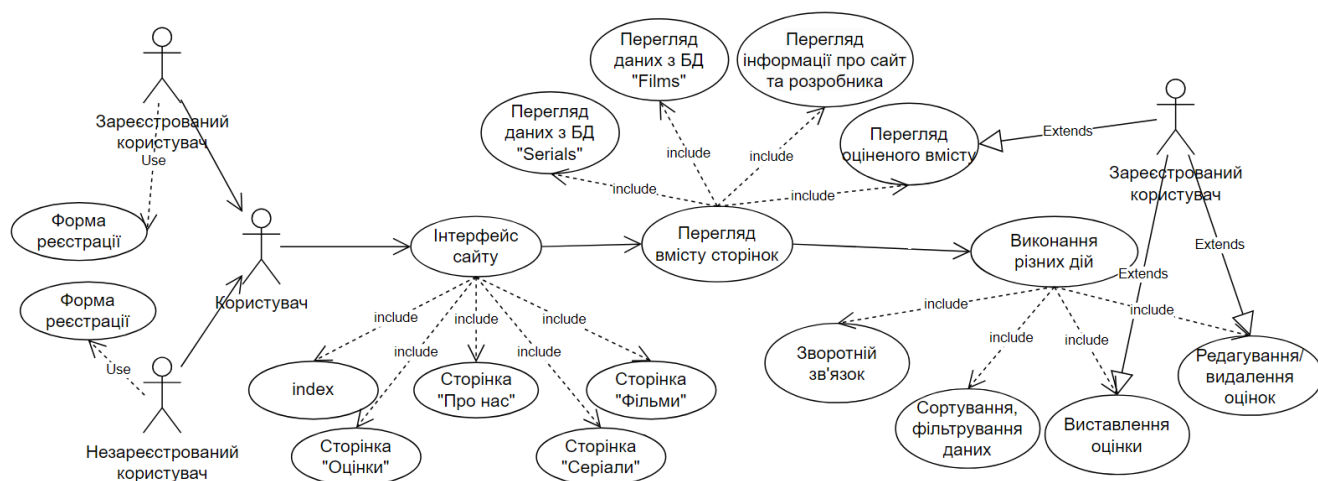 Перегляд
даних з БД
"Films"
Перегляд
інформації про сайт
та розробника
Перегляд
даних з БД
"Serials"
Перегляд
оціненого вмісту
Extends
Зареєстрований
користувач
Use
Зареєстрований
користувач
include
include
include
include
Форма
реєстрації
Інтерфейс
сайту
Перегляд
вмісту сторінок
Виконання
різних дій
Extends
Extends
Користувач
Форма
реєстрації
Use
include
include
include
include
include
include
include
include
include
index
Сторінка
"Про нас"
Сторінка
"Фільми"
Зворотній
зв'язок
Редагування/
видалення
оцінок
Незареєстрований
користувач
Сторінка
"Оцінки"
Сторінка
"Серіали"
Сортування,
фільтрування
даних
Виставлення
оцінки